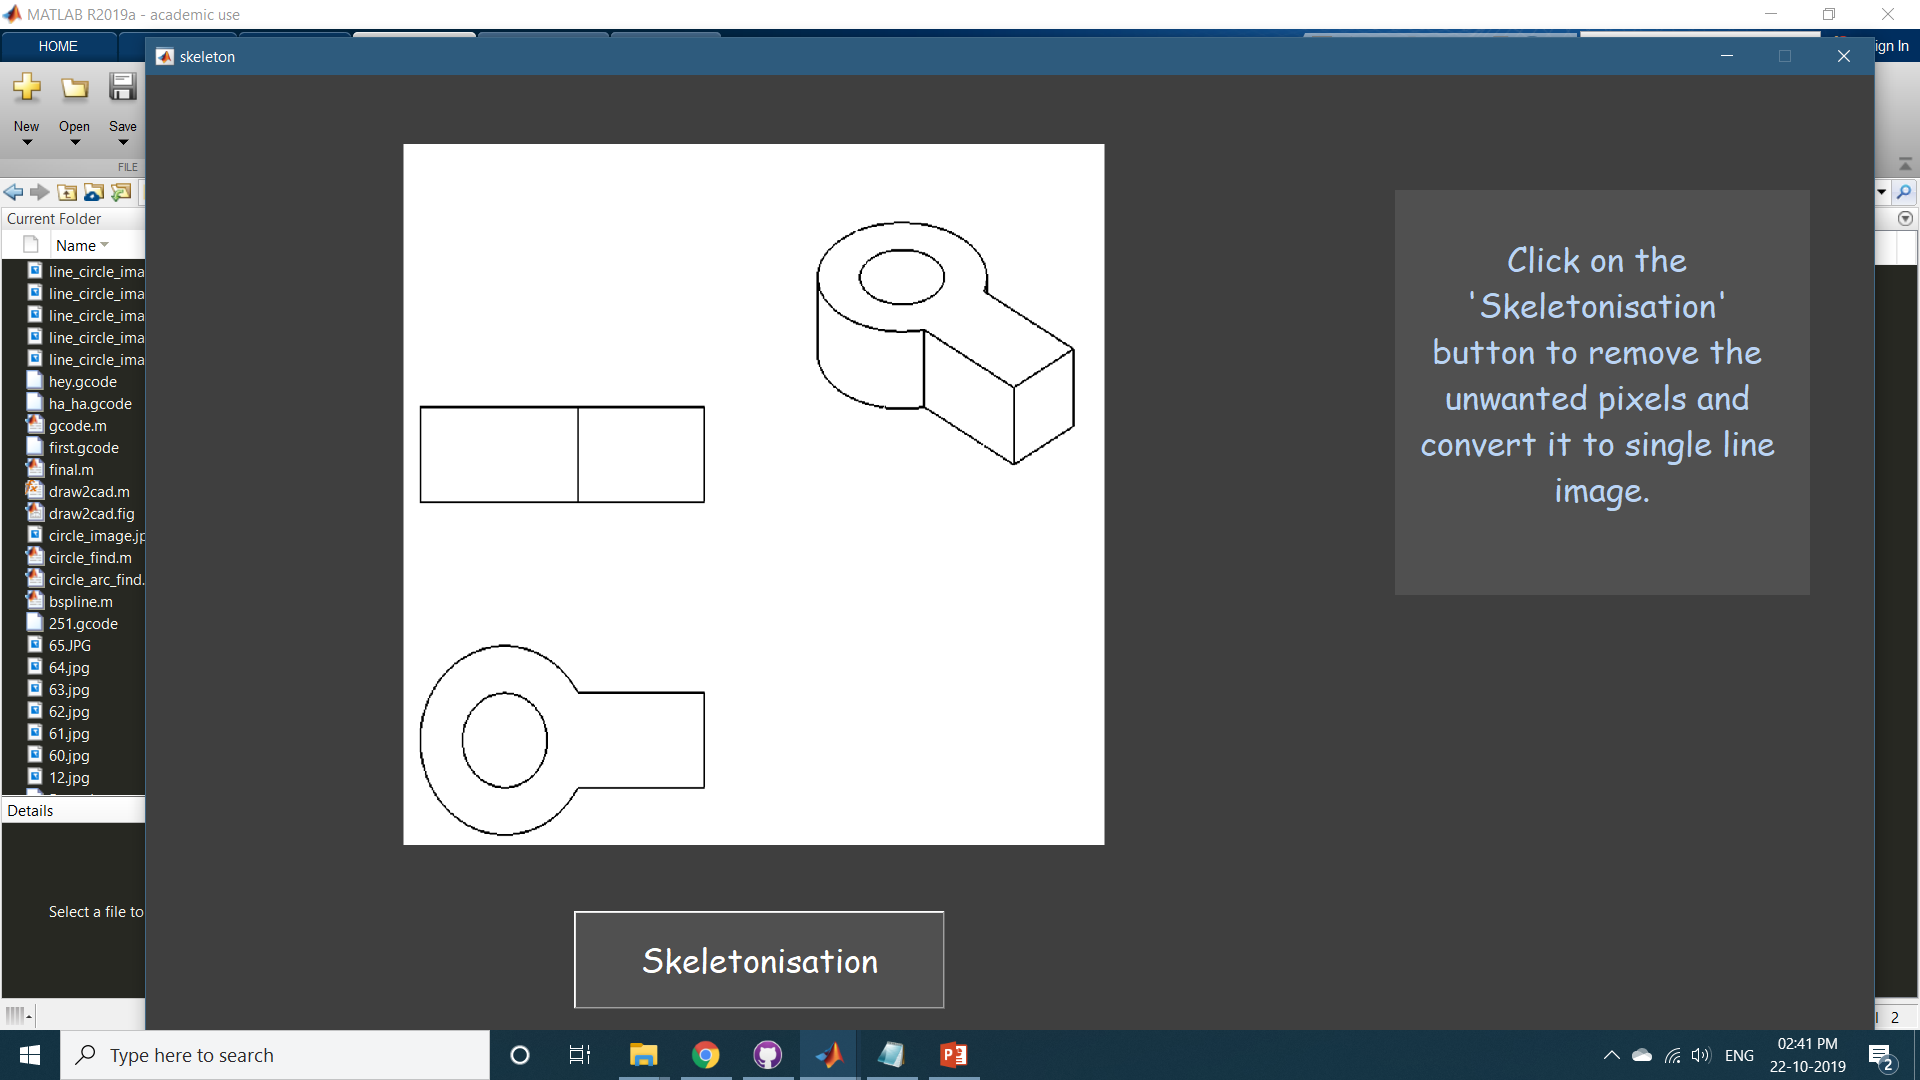 MATLAB R2019a - academic use
HOME
ign In
skeleton
New
Open
Save
FILE
Current Folder
Name
line_circle_ima
line_circle_ima
line_circle_ima
line_circle_ima
line_circle_ima
hey.gcode
ha_ha.gcode
gcode.m
first.gcode
final.m
draw2cad.m
draw2cad.fig
circle_image.jp
circle_find.m
circle_arc_find.
bspline.m
251.gcode
65.JPG
64.jpg
63.jpg
62.jpg
61.jpg
60.jpg
12.jpg
Details
Select a file to
Click on the
'Skeletonisation'
button to remove the
unwanted pixels and
convert it to single line
image.
Skeletonisation
2
Type here to search
ENG
02:41 PM
22-10-2019
2